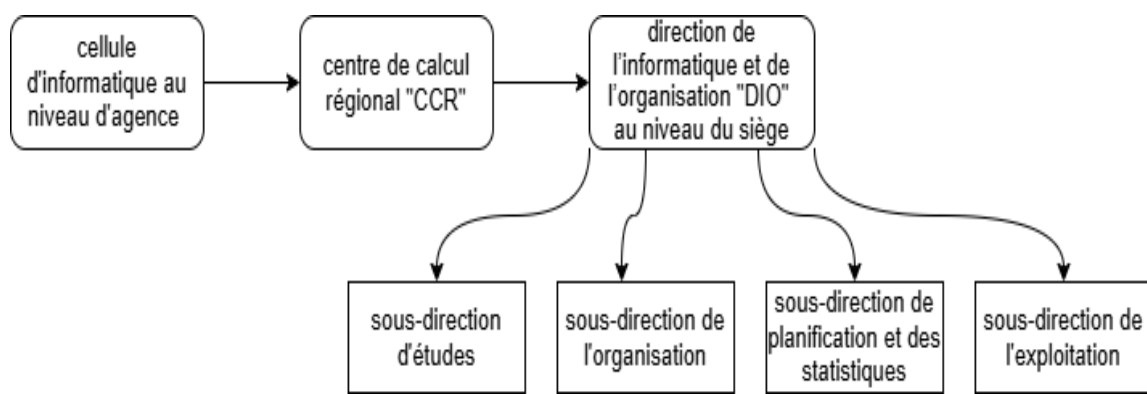 cellule
d'informatique au
niveau d'agence
centre de calcul
régional "CCR"
direction de
l'informatique et de
l'organisation "DIO"
au niveau du siège
sous-direction
d'études
sous-direction de
l'organisation
sous-direction de
planification et des
statistiques
sous-direction de
l'exploitation